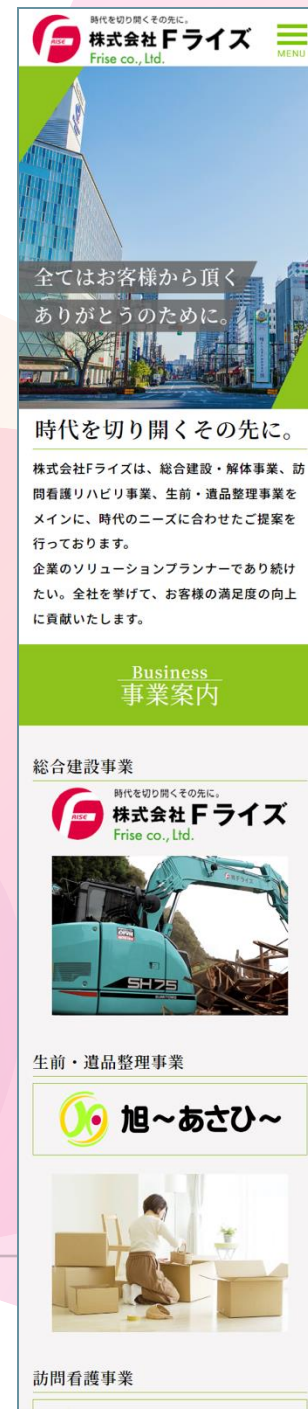 時代を切り開くその先に。
RISE
株式会社Fライズ
Frise co., Ltd.
MENU
全てはお客様から頂く
ありがとうのために。
時代を切り開くその先に。
株式会社Fライズは、総合建設・解体事業、訪
問看護リハビリ事業、生前・遺品整理事業を
メインに、時代のニーズに合わせたご提案を
行っております。
企業のソリューションプランナーであり続け
たい。全社を挙げて、お客様の満足度の向上
に貢献いたします。
Business
事業案内
総合建設事業
時代を切り開くその先に。
RISE
株式会社Fライズ
Frise co., Ltd.
SH75
SUMITOMO
生前・遺品整理事業
旭～あさひ～
訪問看護事業